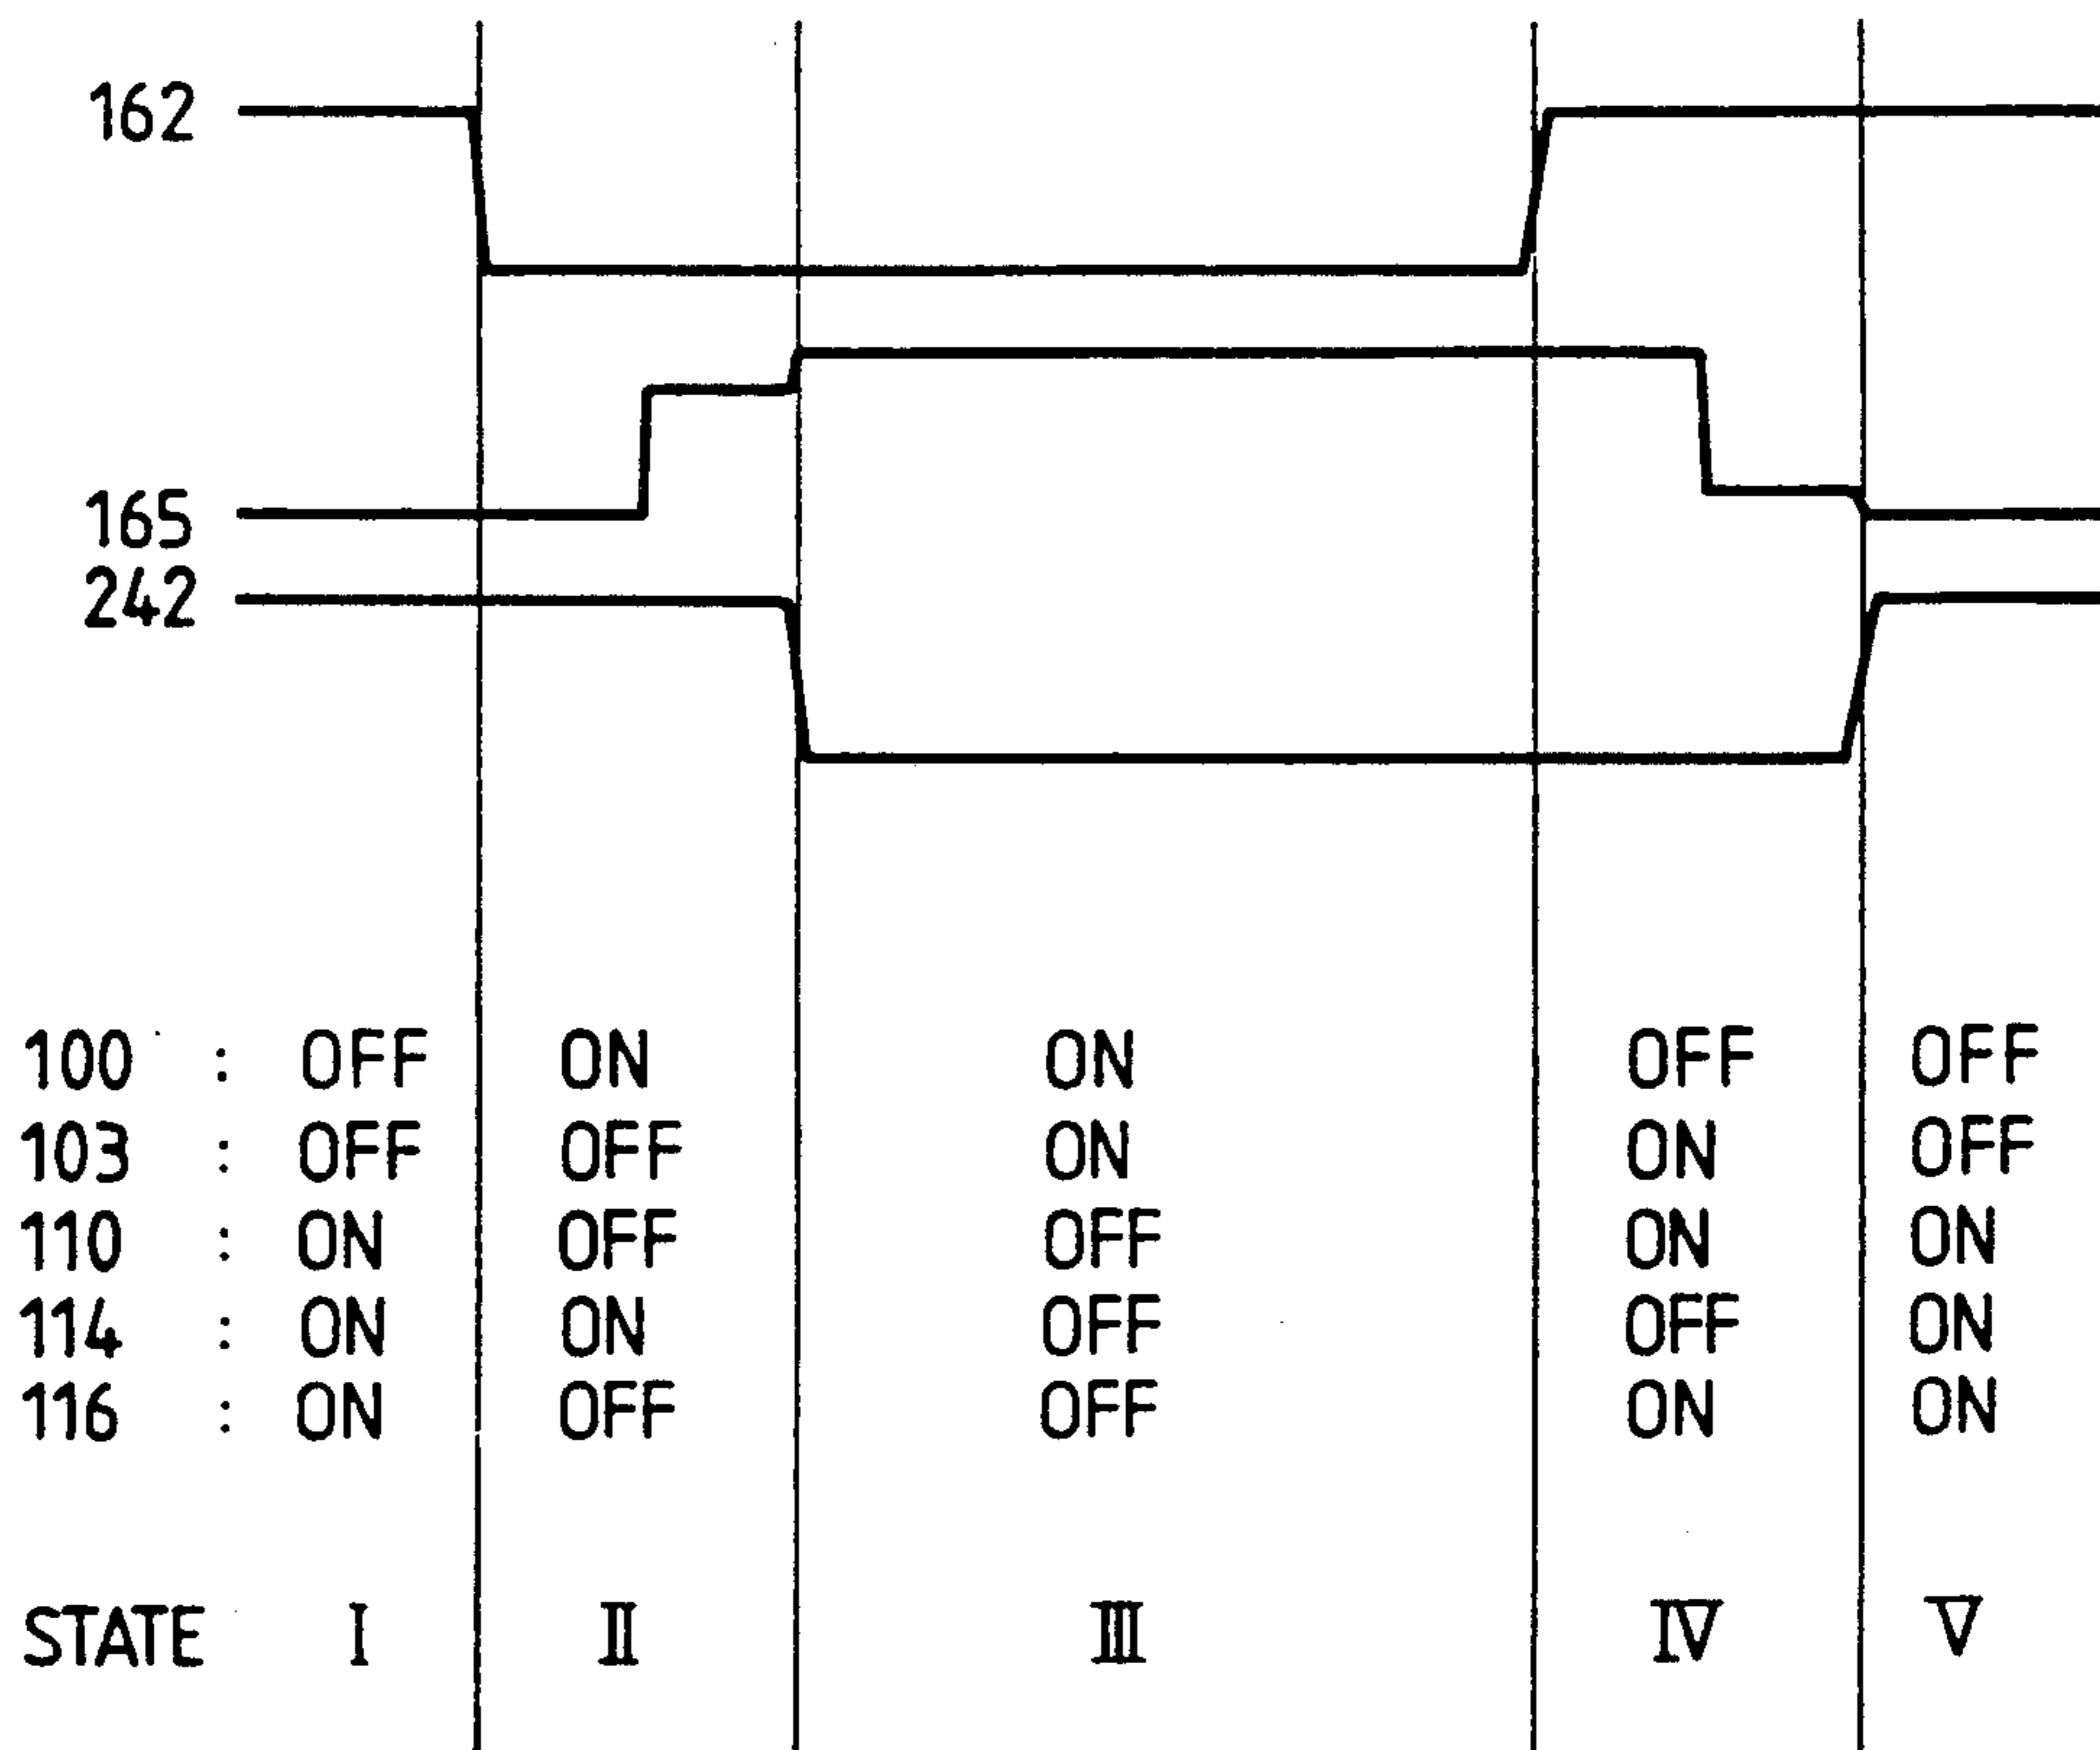 162
165
242
100 : OFF ON ON OFF OFF
103 : OFF OFF ON ON OFF
110 : ON OFF OFF ON ON
114 : ON ON OFF OFF ON
116 : ON OFF OFF ON ON
STATE I II III IV V